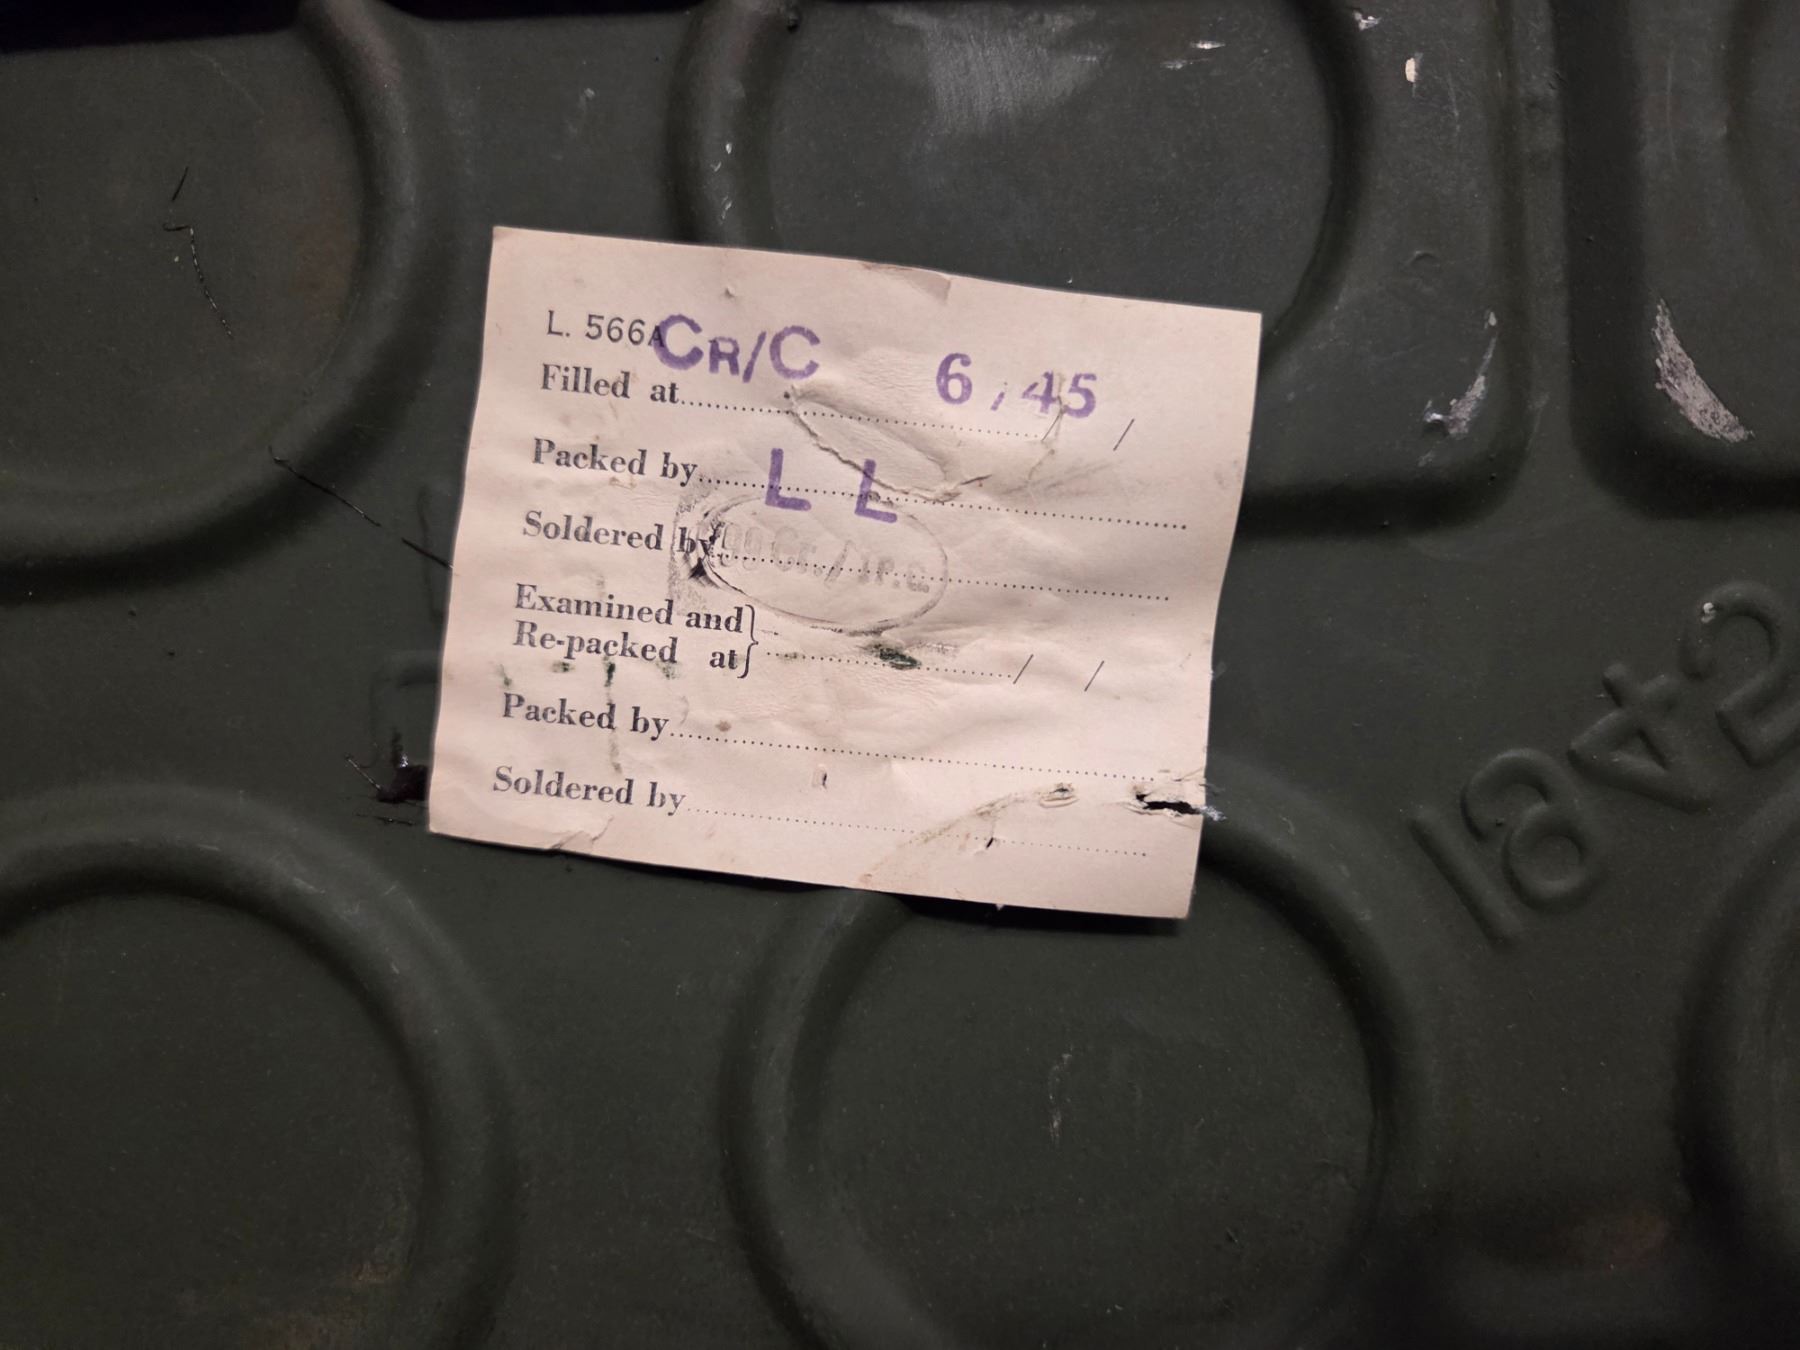 L. 566A CR/C 6/45
Filled at / /
Packed by L L
Soldered by
Examined and
Re-packed at / /
Packed by
Soldered by